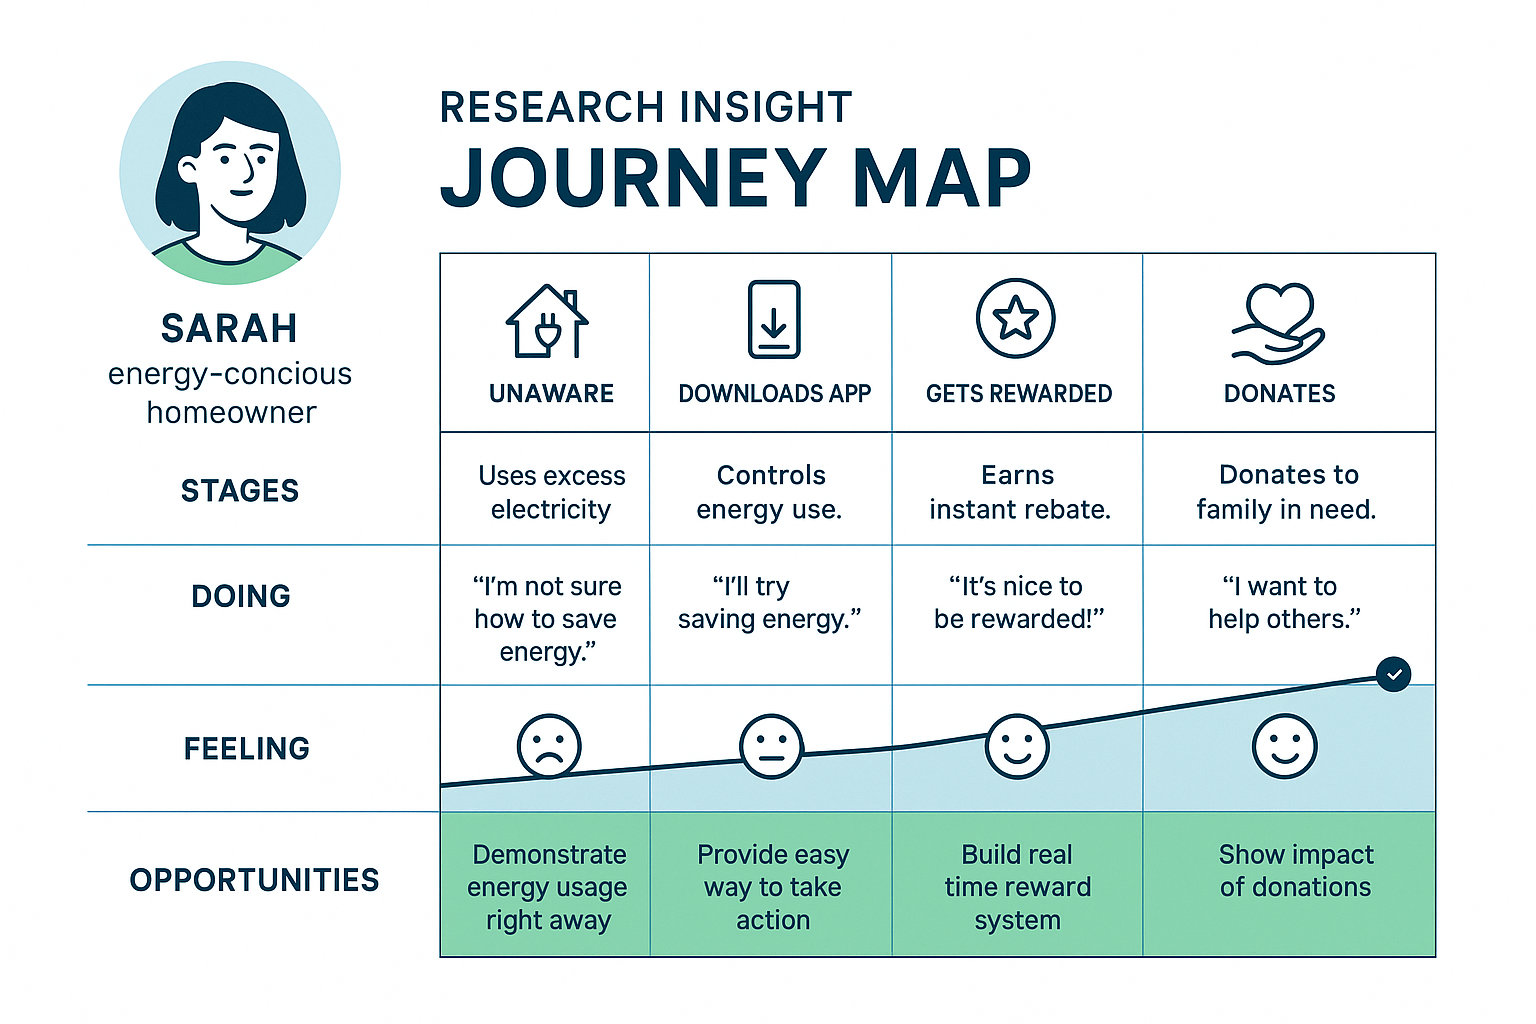 RESEARCH INSIGHT
JOURNEY MAP
SARAH
energy-concious
homeowner
UNAWARE
DOWNLOADS APP
GETS REWARDED
DONATES
STAGES
Uses excess
electricity
Controls
energy use.
Earns
instant rebate.
Donates to
family in need.
DOING
“I’m not sure
how to save
energy.”
“I’ll try
saving energy.”
“It’s nice to
be rewarded!”
“I want to
help others.”
FEELING
OPPORTUNITIES
Demonstrate
energy usage
right away
Provide easy
way to take
action
Build real
time reward
system
Show impact
of donations